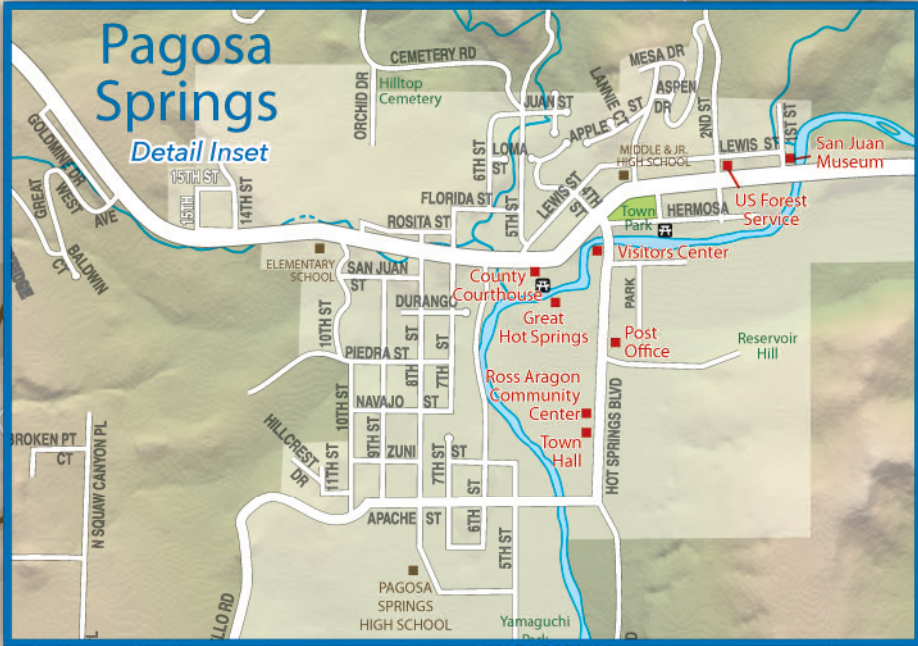 Pagosa
Springs
Detail Inset
CEMETERY RD
ORCHID DR
Hilltop
Cemetery
MESA DR
LANNIE CT
ASPEN
DR
2ND ST
JUAN ST
APPLE ST
LEWIS ST
1ST ST
San Juan
Museum
6TH ST
LOMA
ST
MIDDLE & JR.
HIGH SCHOOL
GOLDMINE DR
GREAT
WEST
AVE
15TH ST
15TH
14TH ST
FLORIDA ST
5TH ST
LEWIS ST
4TH
ST
US Forest
Service
ROSITA ST
Town
Park
HERMOSA
BALDWIN
CT
ELEMENTARY
SCHOOL
SAN JUAN
ST
County
Courthouse
Visitors Center
DURANGO
ST
PARK
10TH ST
Great
Hot Springs
Post
Office
Reservoir
Hill
PIEDRA ST
8TH ST
7TH ST
Ross Aragon
Community
Center
10TH ST
NAVAJO ST
HOT SPRINGS BLVD
BROKEN PT
CT
N SQUAW CANYON PL
HILLCREST
DR
9TH ST
ZUNI ST
7TH ST
Town
Hall
11TH ST
6TH ST
APACHE ST
5TH ST
PAGOSA
SPRINGS
HIGH SCHOOL
LLO RD
Yamaguchi
Park
PL
D